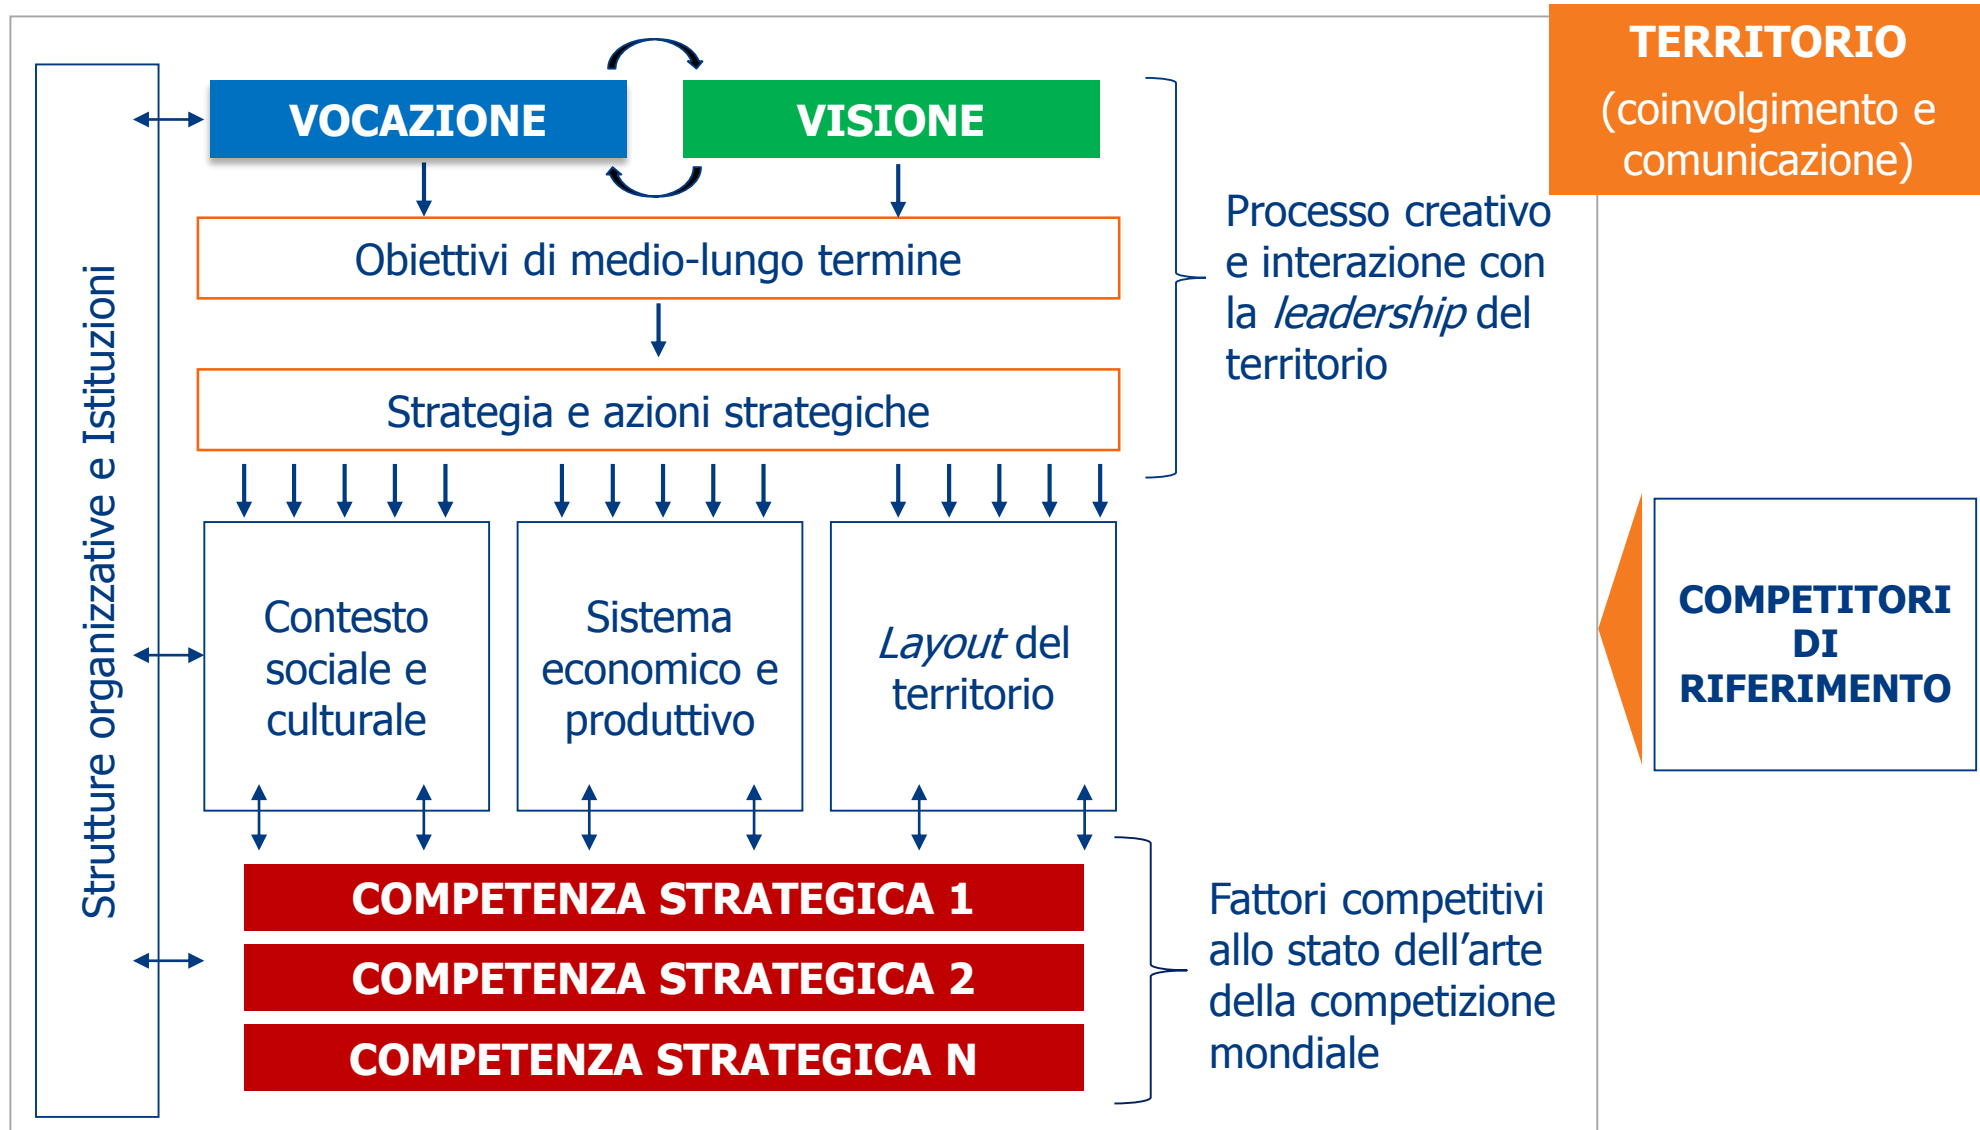 TERRITORIO
(coinvolgimento e
comunicazione)
VOCAZIONE
VISIONE
Processo creativo
e interazione con
la leadership del
territorio
Obiettivi di medio-lungo termine
Strategia e azioni strategiche
Strutture organizzative e Istituzioni
Contesto
sociale e
culturale
Sistema
economico e
produttivo
Layout del
territorio
COMPETITORI
DI
RIFERIMENTO
COMPETENZA STRATEGICA 1
COMPETENZA STRATEGICA 2
COMPETENZA STRATEGICA N
Fattori competitivi
allo stato dell’arte
della competizione
mondiale